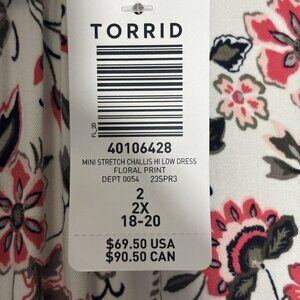 TORRID
FL_20
40106428
MINI STRETCH CHALLIS HI LOW DRESS
FLORAL PRINT
DEPT 0054 23SPR3
2
2X
18-20
$69.50 USA
$90.50 CAN